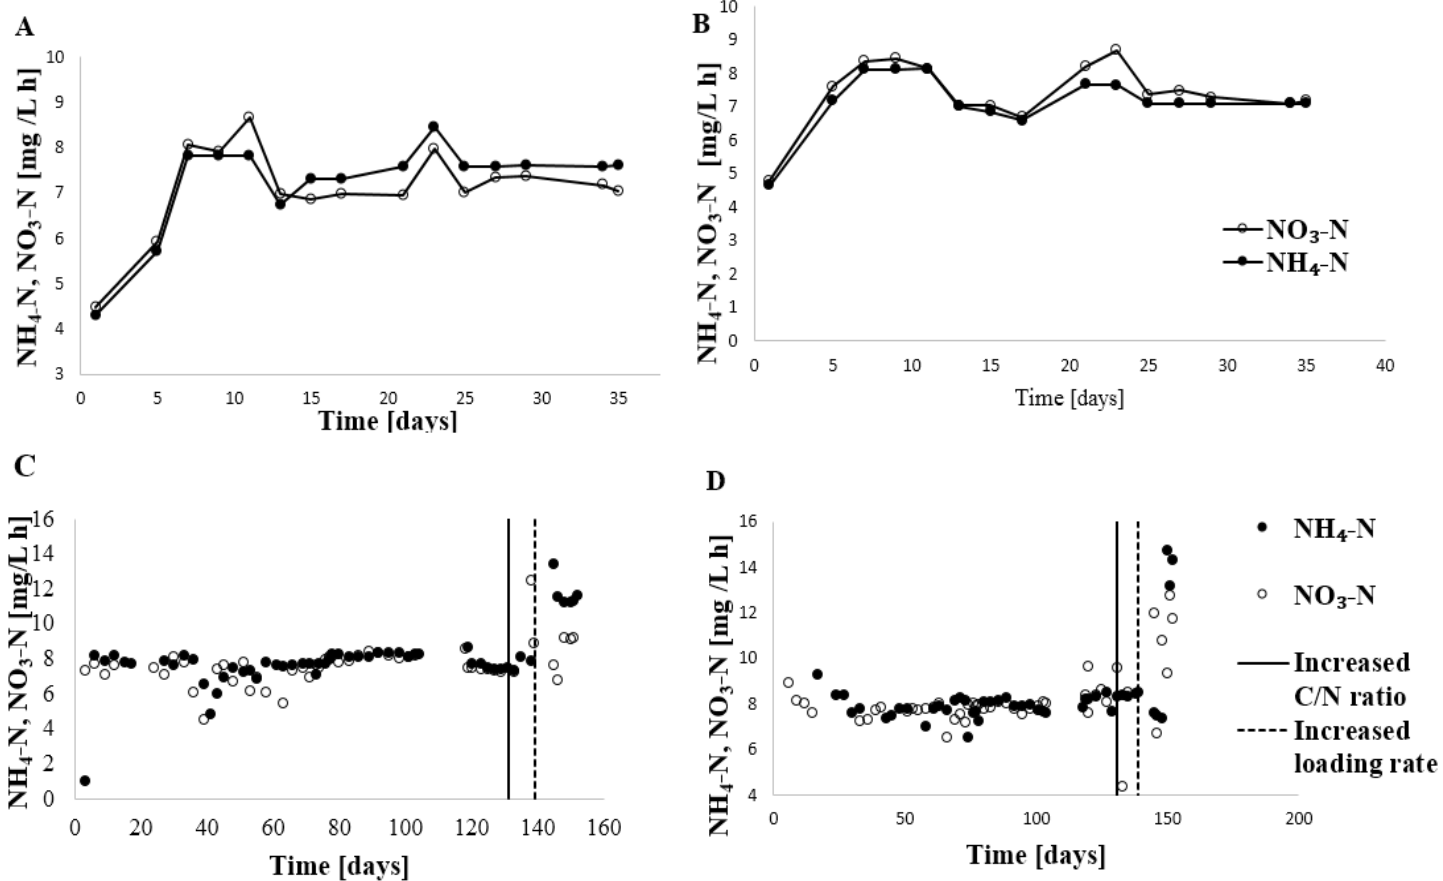 A
NH₄-N, NO₃-N [mg /L h]
10
9
8
7
6
5
4
3
0 5 10 15 20 25 30 35
Time [days]
B
NH₄-N, NO₃-N [mg/L h]
10
9
8
7
6
5
4
3
2
1
0
0 5 10 15 20 25 30 35 40
Time [days]
NO₃-N
NH₄-N
C
NH₄-N, NO₃-N [mg/L h]
16
14
12
10
8
6
4
2
0
0 20 40 60 80 100 120 140 160
Time [days]
D
NH₄-N, NO₃-N [mg /L h]
16
14
12
10
8
6
4
0 50 100 150 200
Time [days]
NH₄-N
NO₃-N
Increased
C/N ratio
Increased
loading rate